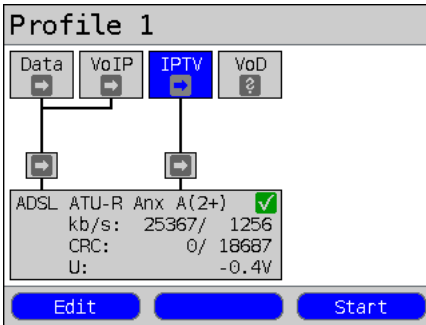 Profile 1
Data VoIP IPTV VoD
?
ADSL ATU-R Anx A(2+)
kb/s: 25367/ 1256
CRC: 0/ 18687
U: -0.4V
Edit Start